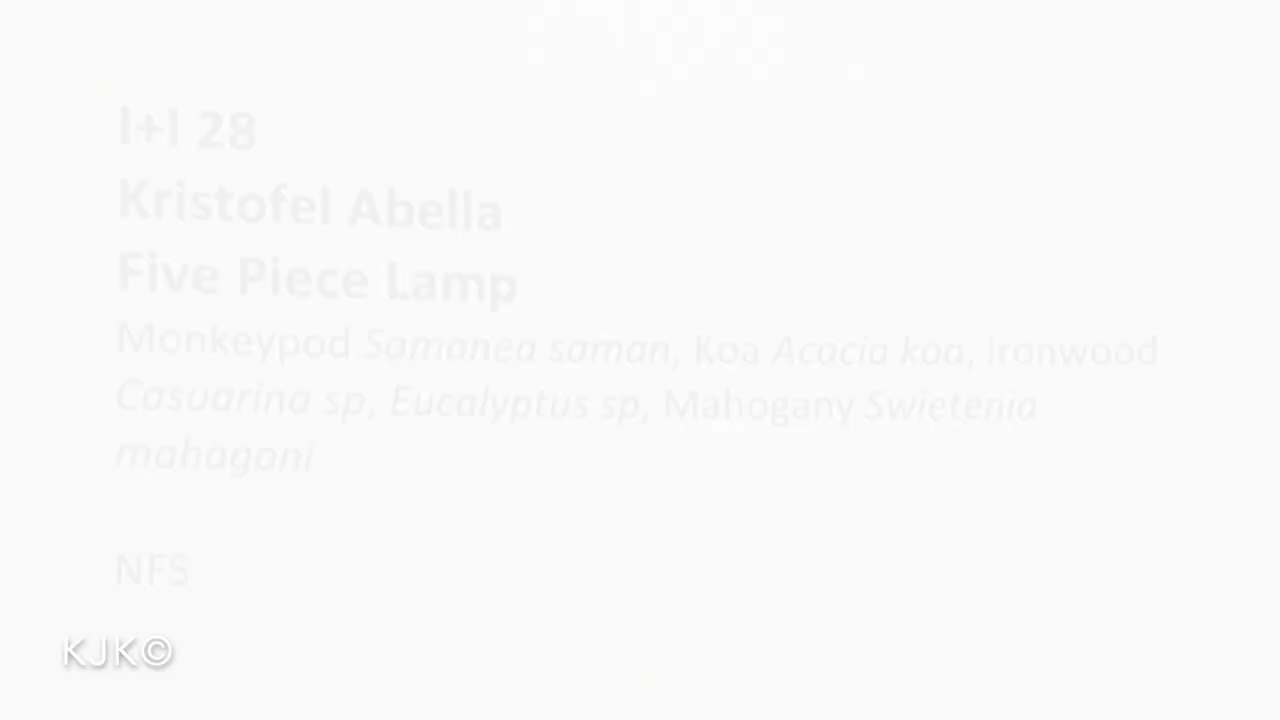 I+I 28
Kristofel Abella
Five Piece Lamp
Monkeypod Samanea saman, Koa Acacia koa, Ironwood
Casuarina sp, Eucalyptus sp, Mahogany Swietenia
mahagoni
NFS
KJK©